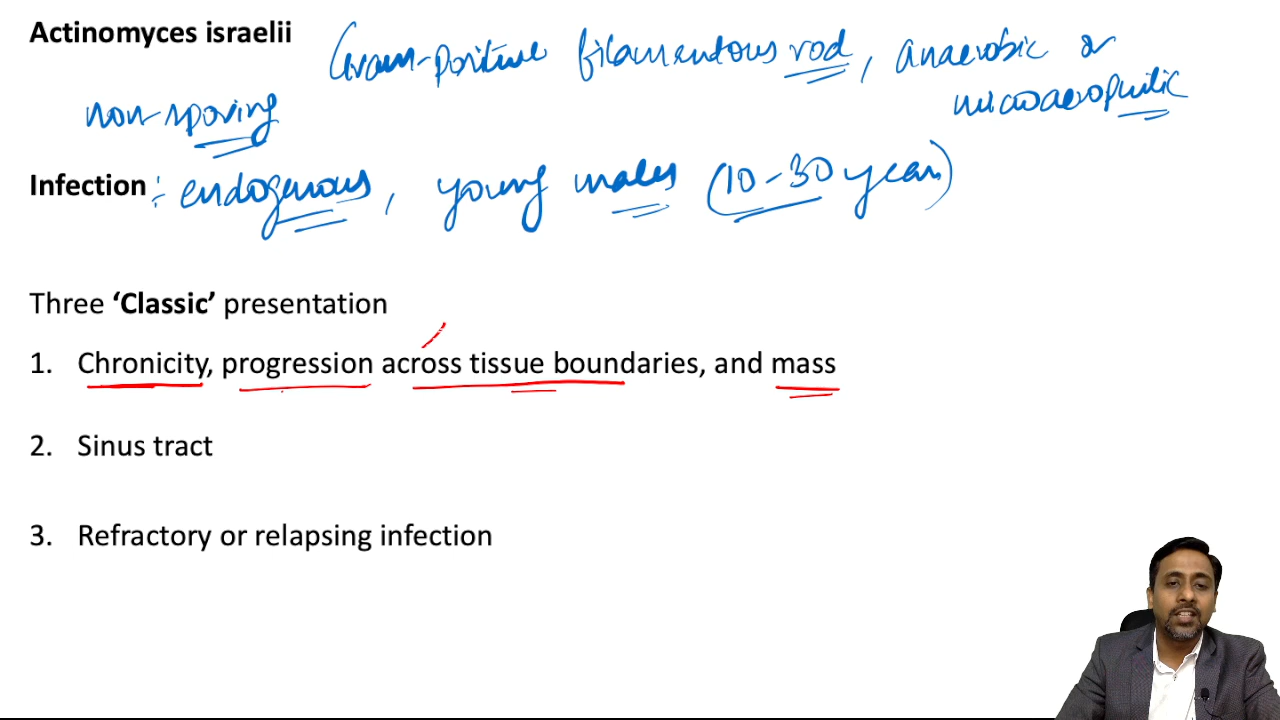 Actinomyces israelii Gram-positive filamentous rod, anaerobic or
non-sporing microaerophilic
Infection : endogenous, young males (10-30 year)
Three ‘Classic’ presentation
1. Chronicity, progression across tissue boundaries, and mass
2. Sinus tract
3. Refractory or relapsing infection